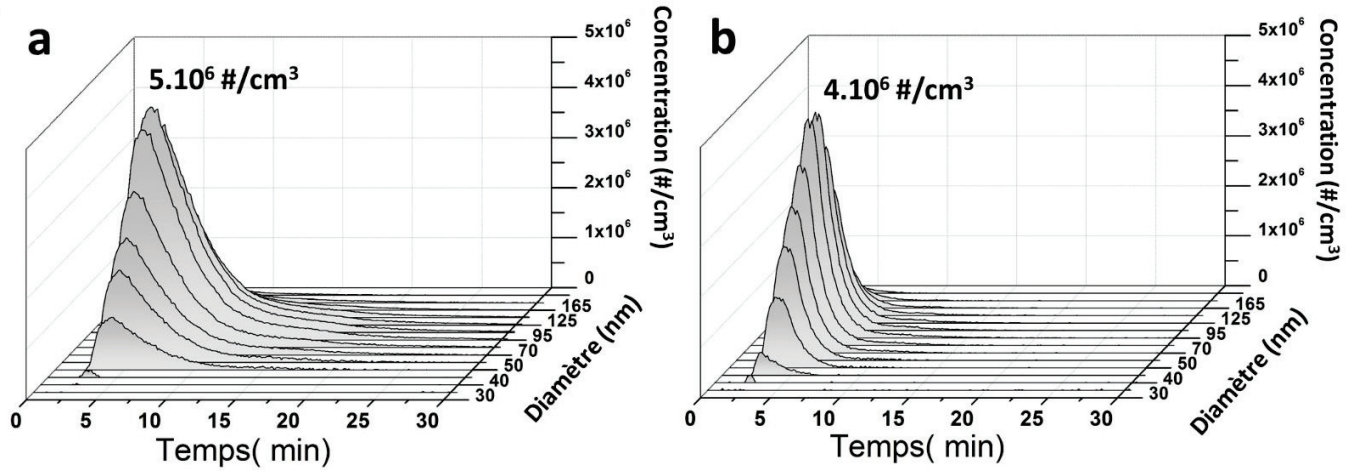 a
5.10⁶ #/cm³
5x10⁶
4x10⁶
3x10⁶
2x10⁶
1x10⁶
0
Concentration (#/cm³)
165
125
95
70
50
40
30
Diamètre (nm)
0 5 10 15 20 25 30
Temps( min)
b
4.10⁶ #/cm³
5x10⁶
4x10⁶
3x10⁶
2x10⁶
1x10⁶
0
Concentration (#/cm³)
165
125
95
70
50
40
30
Diamètre (nm)
0 5 10 15 20 25 30
Temps( min)